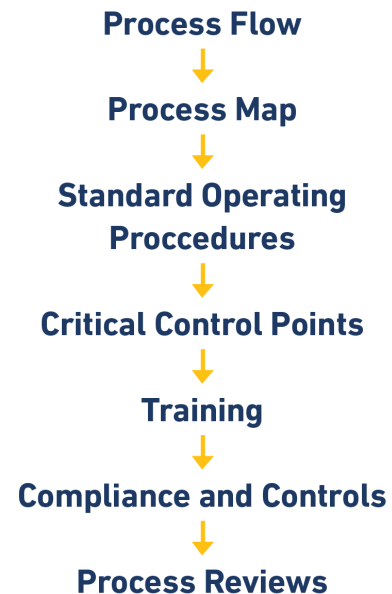 Process Flow
Process Map
Standard Operating
Proccedures
Critical Control Points
Training
Compliance and Controls
Process Reviews